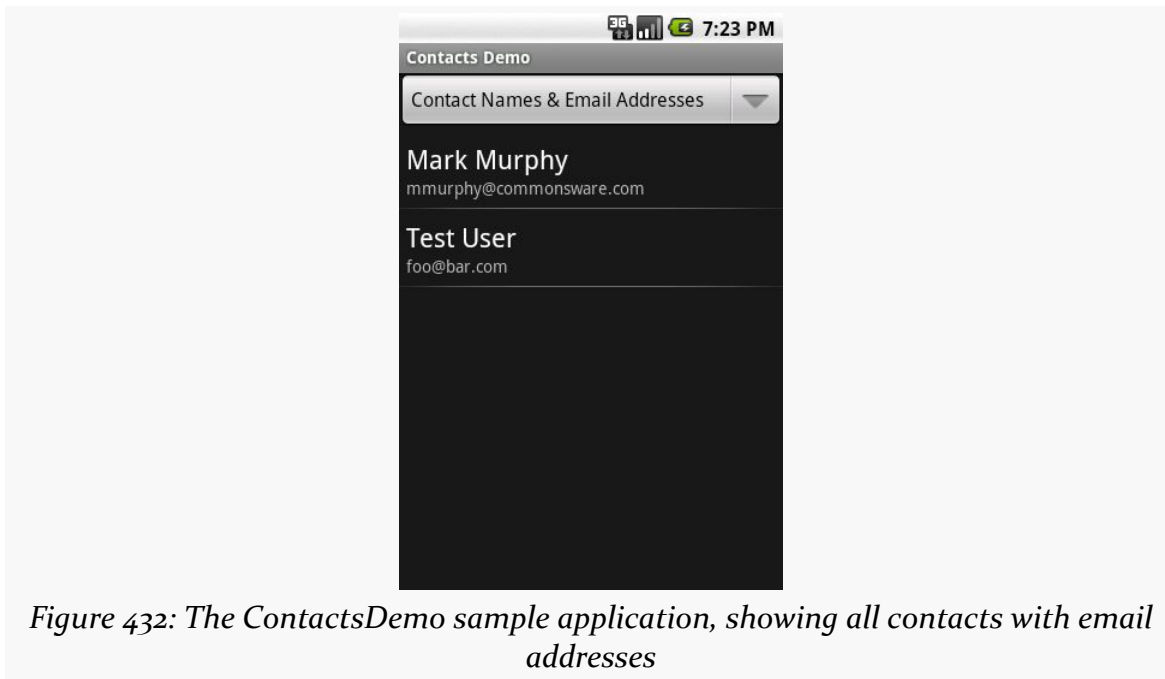 3G 7:23 PM
Contacts Demo
Contact Names & Email Addresses
Mark Murphy
mmurphy@commonsware.com
Test User
foo@bar.com
Figure 432: The ContactsDemo sample application, showing all contacts with email
addresses